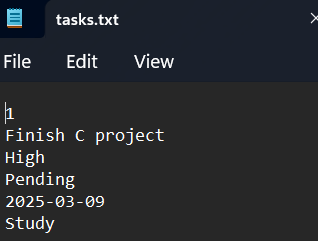 tasks.txt
File Edit View
1
Finish C project
High
Pending
2025-03-09
Study